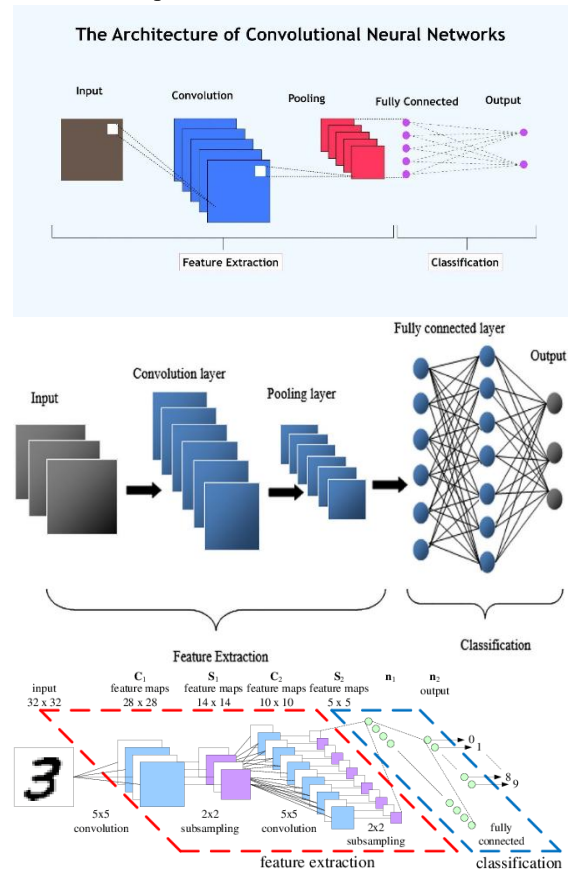 The Architecture of Convolutional Neural Networks
Input
Convolution
Pooling
Fully Connected
Output
Feature Extraction
Classification
Fully connected layer
Output
Convolution layer
Input
Pooling layer
Feature Extraction
Classification
C1 S1 C2 S2 n1 n2
input feature maps feature maps feature maps feature maps output
32 x 32 28 x 28 14 x 14 10 x 10 5 x 5
0
1
8
9
3
5x5 2x2 5x5 2x2 fully
convolution subsampling convolution subsampling connected
feature extraction classification